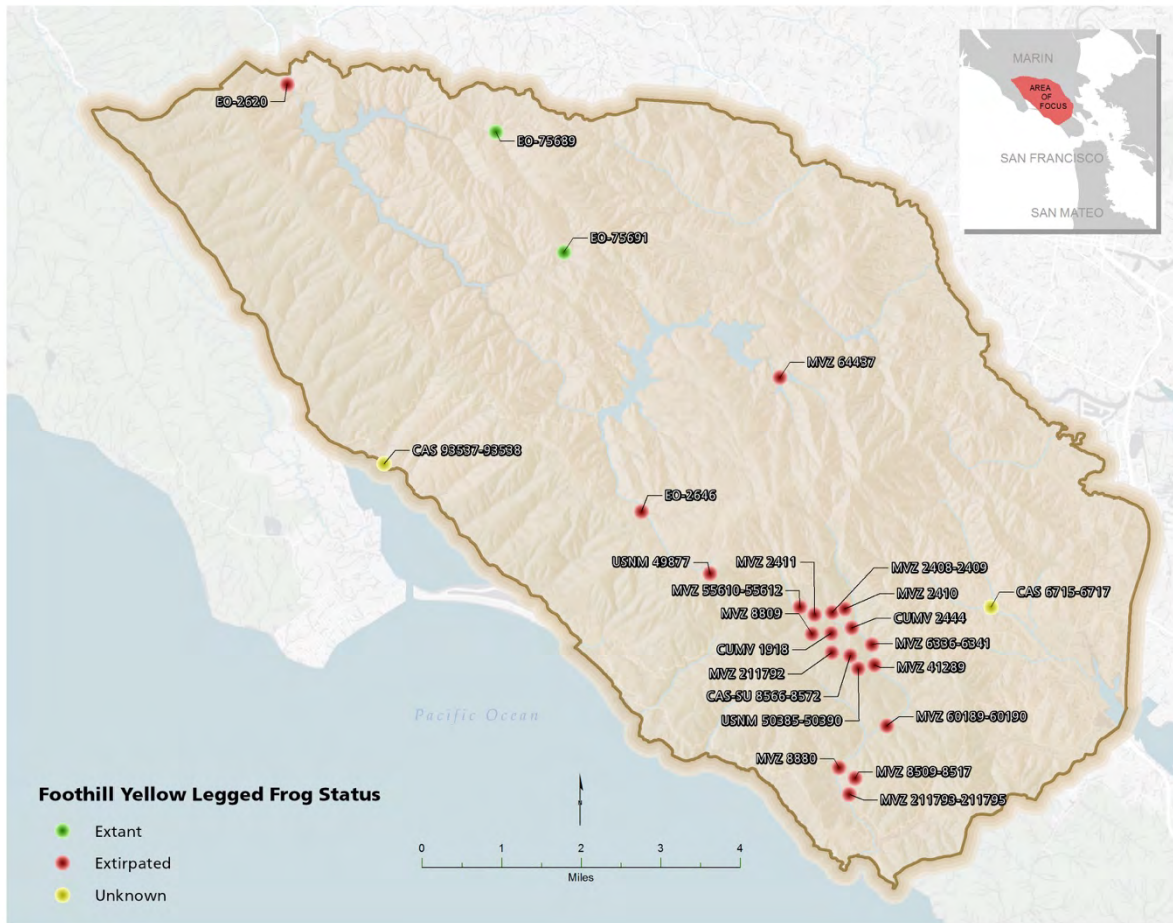 MARIN
AREA
OF
FOCUS
SAN FRANCISCO
SAN MATEO
EO-2620
EO-75689
EO-75691
MVZ 64437
CAS 93537-93538
EO-2646
USNM 49877
MVZ 2411
MVZ 2408-2409
MVZ 55610-55612
MVZ 2410
CAS 6715-6717
MVZ 8809
CUMV 2444
CUMV 1918
MVZ 6336-6341
MVZ 211792
MVZ 41289
CAS-SU 8566-8572
USNM 50385-50390
MVZ 60189-60190
Pacific Ocean
MVZ 8880
MVZ 8509-8517
MVZ 211793-211795
Foothill Yellow Legged Frog Status
Extant
Extirpated
Unknown
N
0 1 2 3 4
Miles